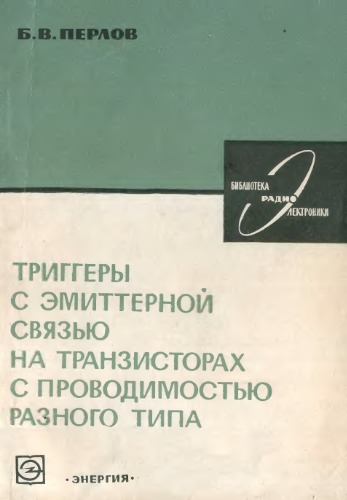 Б.В.ПЕРЛОВ
БИБЛИОТЕКА
РАДИО
ЭЛЕКТРОНИКИ
ТРИГГЕРЫ
С ЭМИТТЕРНОЙ
СВЯЗЬЮ
НА ТРАНЗИСТОРАХ
С ПРОВОДИМОСТЬЮ
РАЗНОГО ТИПА
• ЭНЕРГИЯ •